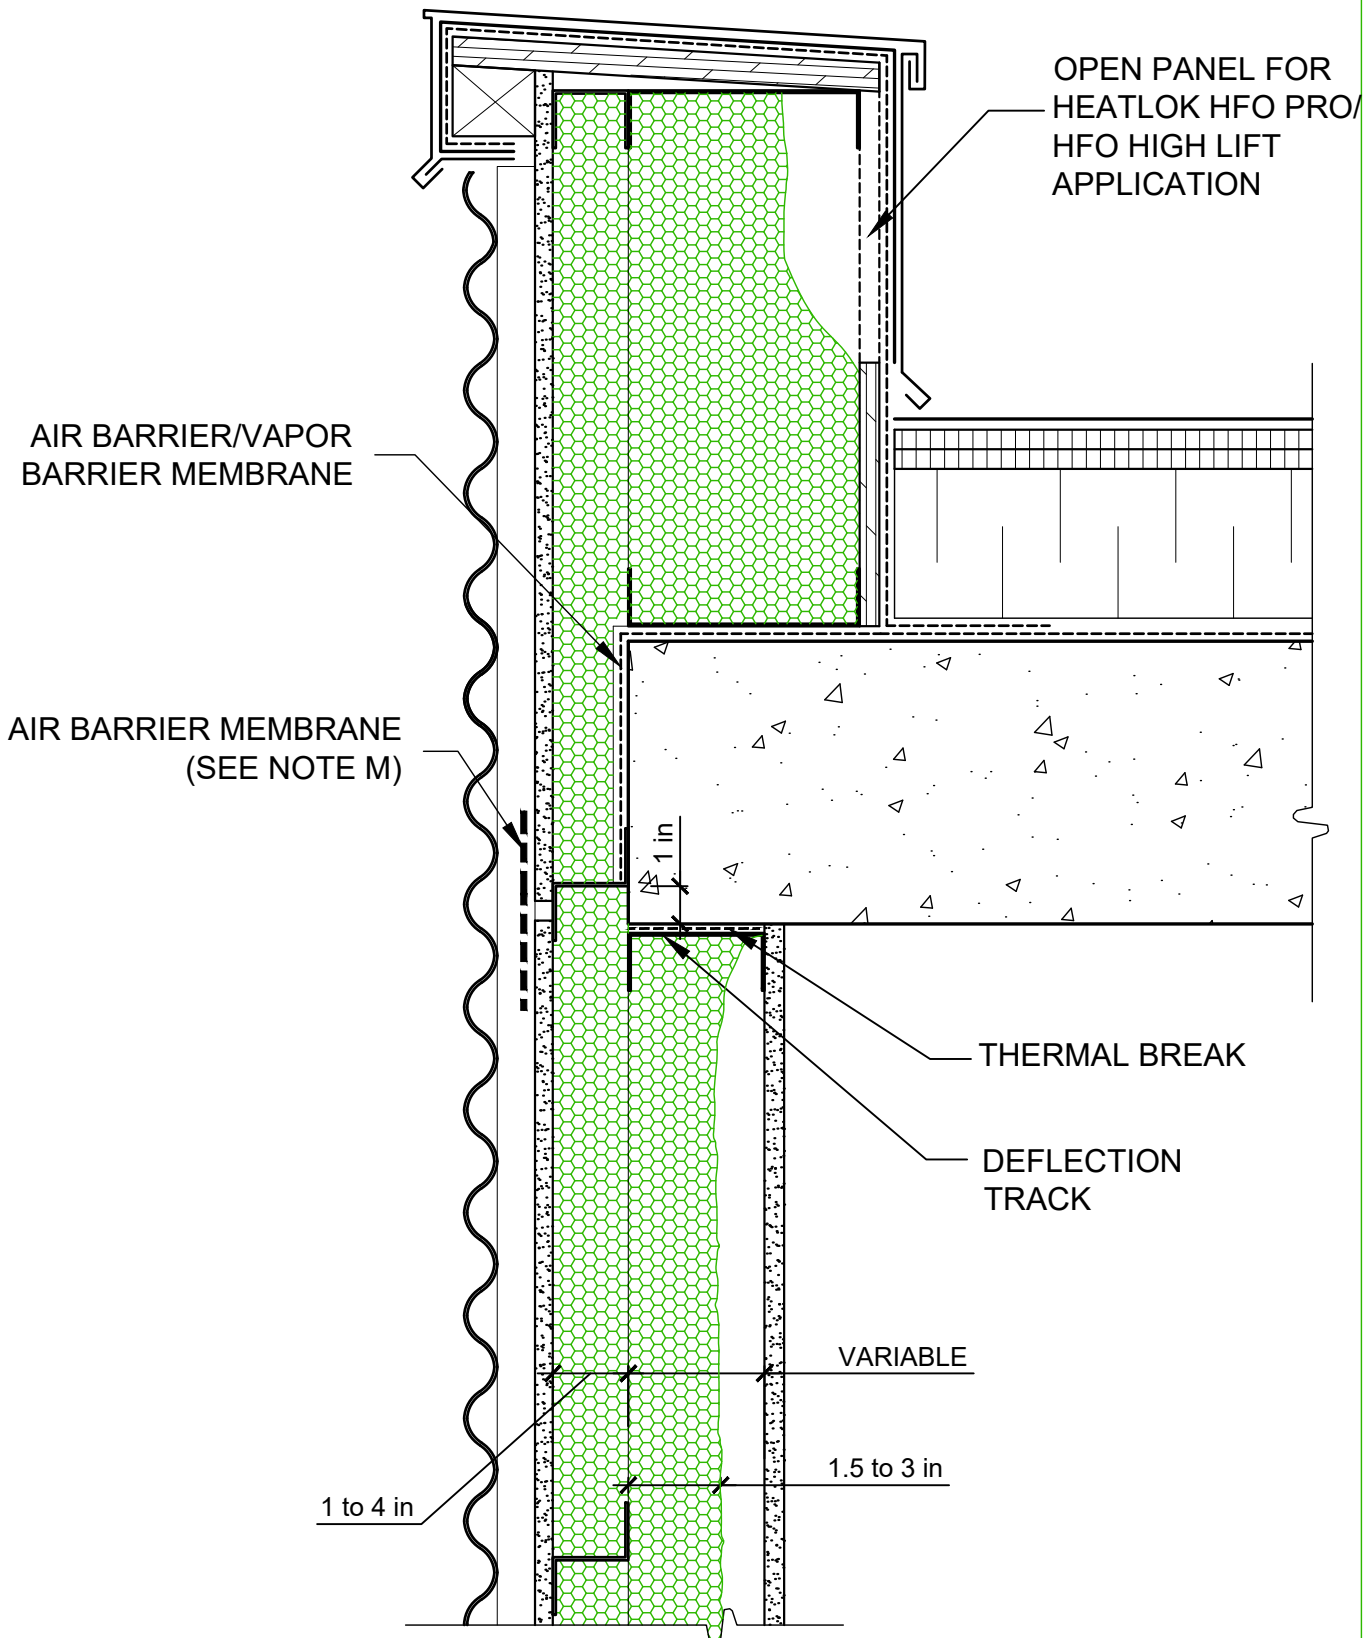 OPEN PANEL FOR
HEATLOK HFO PRO/
HFO HIGH LIFT
APPLICATION
AIR BARRIER/VAPOR
BARRIER MEMBRANE
AIR BARRIER MEMBRANE
(SEE NOTE M)
1 in
THERMAL BREAK
DEFLECTION
TRACK
VARIABLE
1.5 to 3 in
1 to 4 in